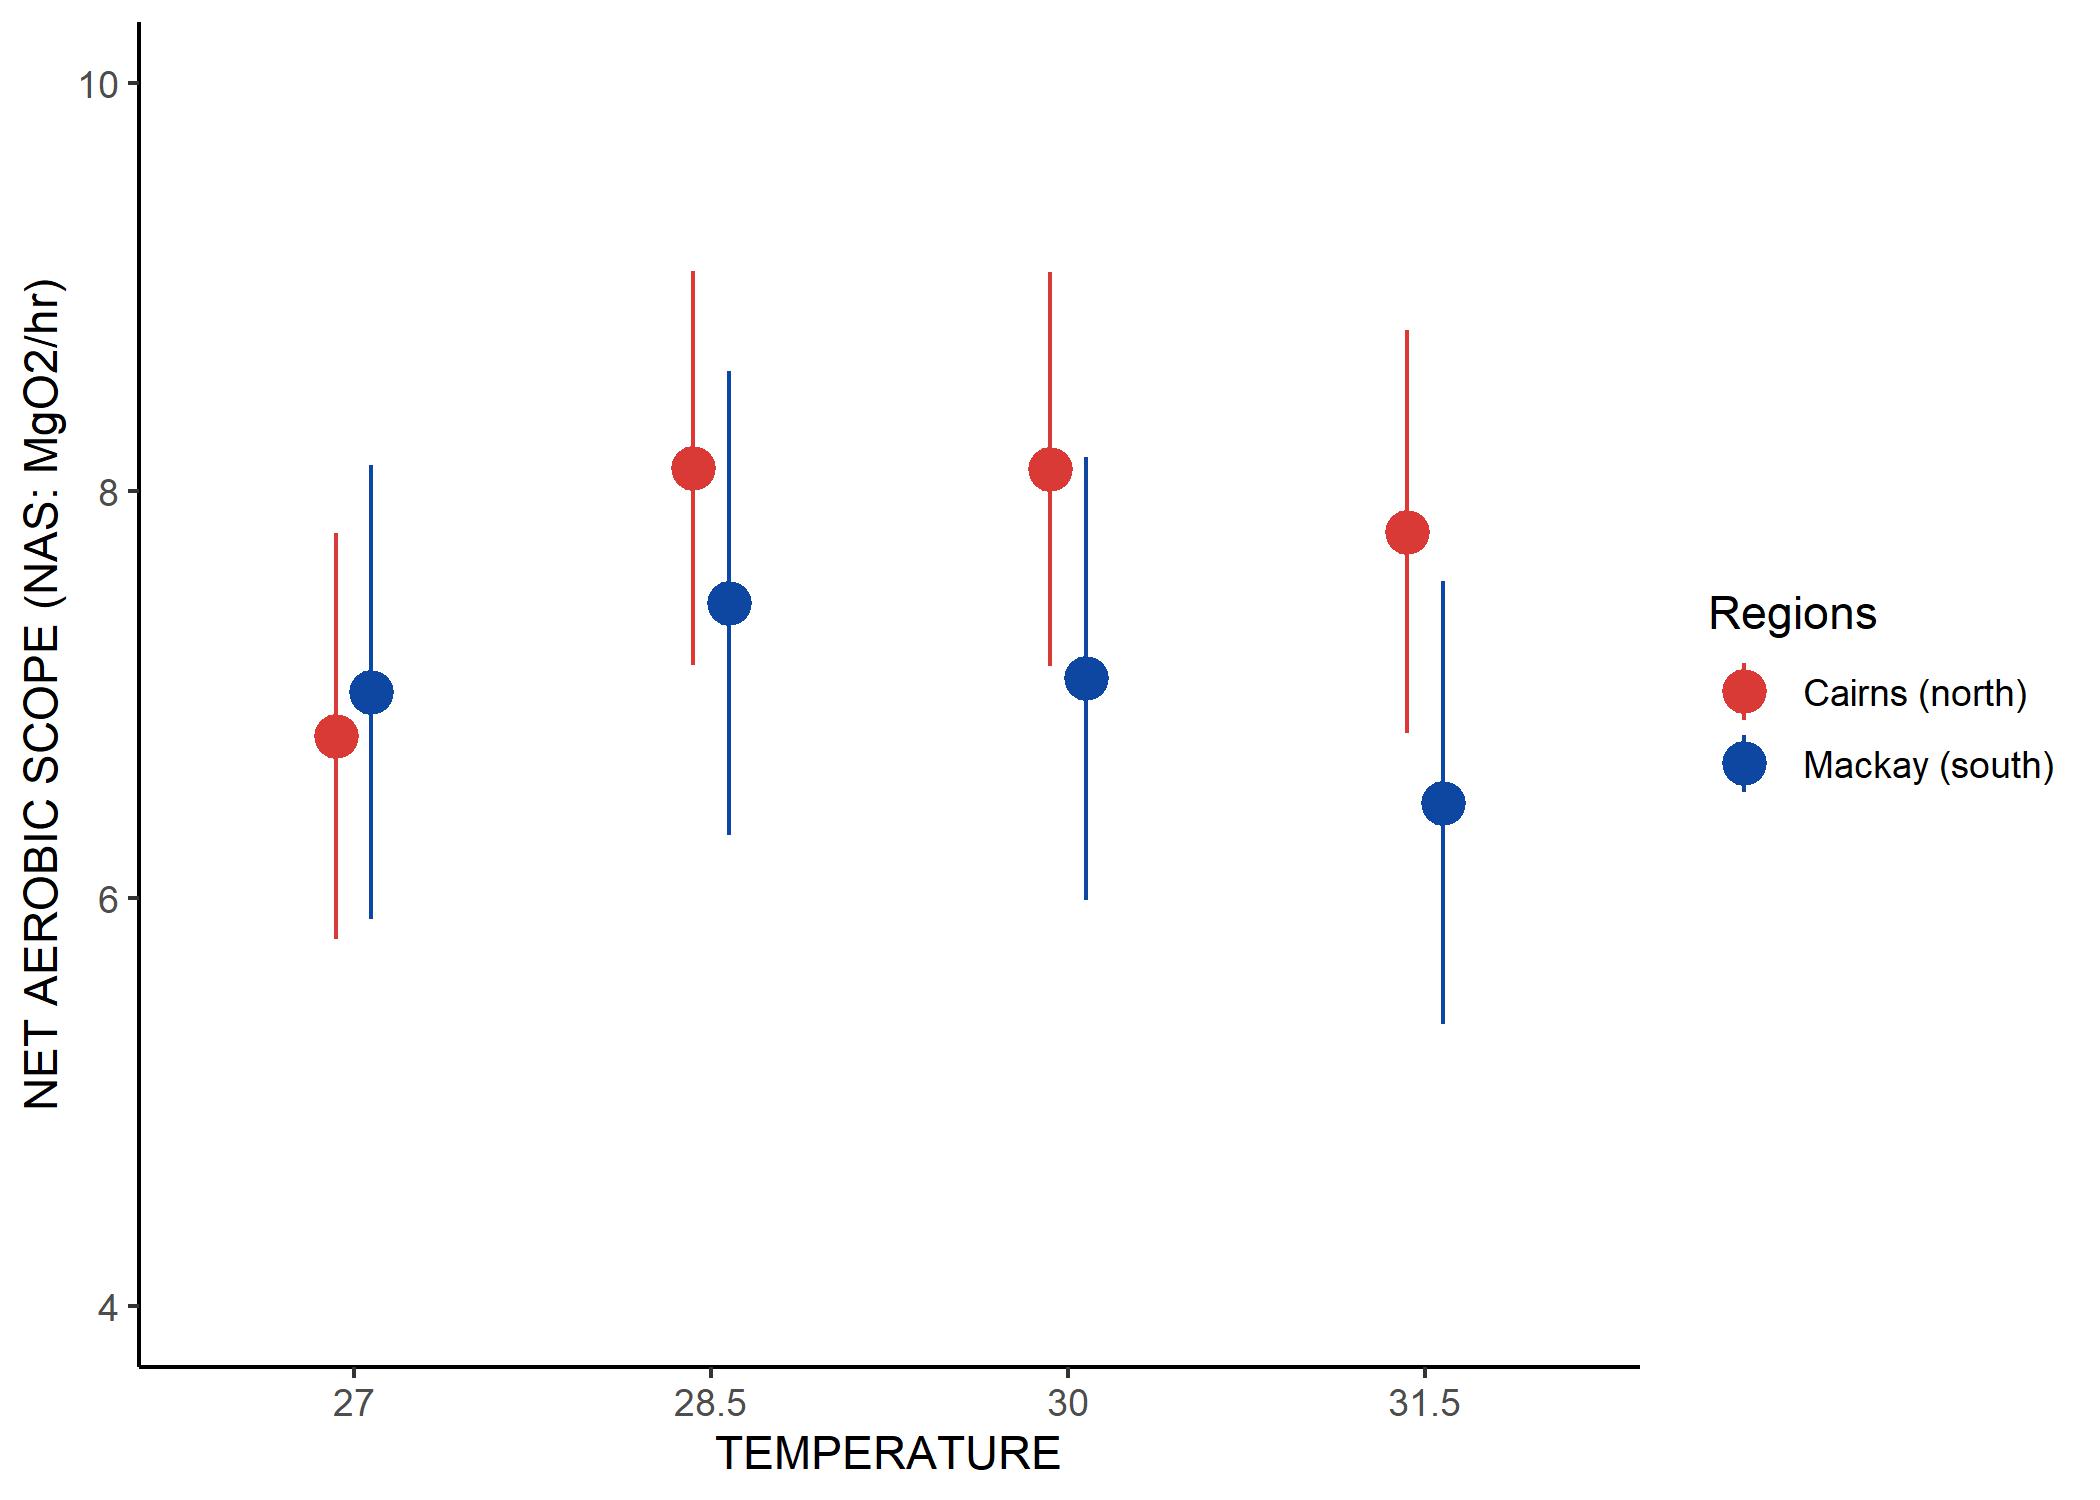 NET AEROBIC SCOPE (NAS: MgO2/hr)
10
8
6
4
27
28.5
30
31.5
TEMPERATURE
Regions
Cairns (north)
Mackay (south)